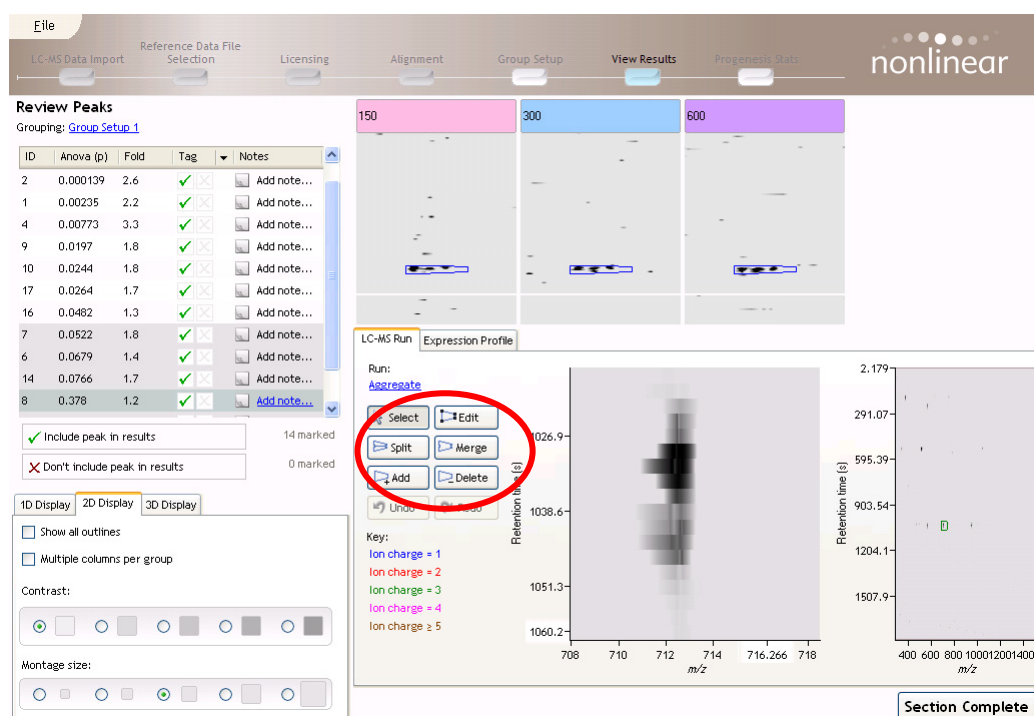 File
LC-MS Data Import
Reference Data File
Selection
Licensing
Alignment
Group Setup
View Results
Progenesis Stats
nonlinear
Review Peaks
Grouping: Group Setup 1
ID Anova (p) Fold Tag Notes
2 0.000139 2.6 Add note...
1 0.00235 2.2 Add note...
4 0.00773 3.3 Add note...
9 0.0197 1.8 Add note...
10 0.0244 1.8 Add note...
17 0.0264 1.7 Add note...
16 0.0482 1.3 Add note...
7 0.0522 1.8 Add note...
6 0.0679 1.4 Add note...
14 0.0766 1.7 Add note...
8 0.378 1.2 Add note...
Include peak in results 14 marked
Don't include peak in results 0 marked
1D Display 2D Display 3D Display
Show all outlines
Multiple columns per group
Contrast:
Montage size:
150 300 600
LC-MS Run Expression Profile
Run:
Aggregate
Select Edit
Split Merge
Add Delete
Undo Redo
Key:
Ion charge = 1
Ion charge = 2
Ion charge = 3
Ion charge = 4
Ion charge ≥ 5
Retention time (s)
1026.9
1038.6
1051.3
1060.2
708 710 712 714 716.266 718
m/z
Retention time (s)
2.179
291.07
595.39
903.54
1204.1
1507.9
400 600 800 1000 1200 1400
m/z
Section Complete